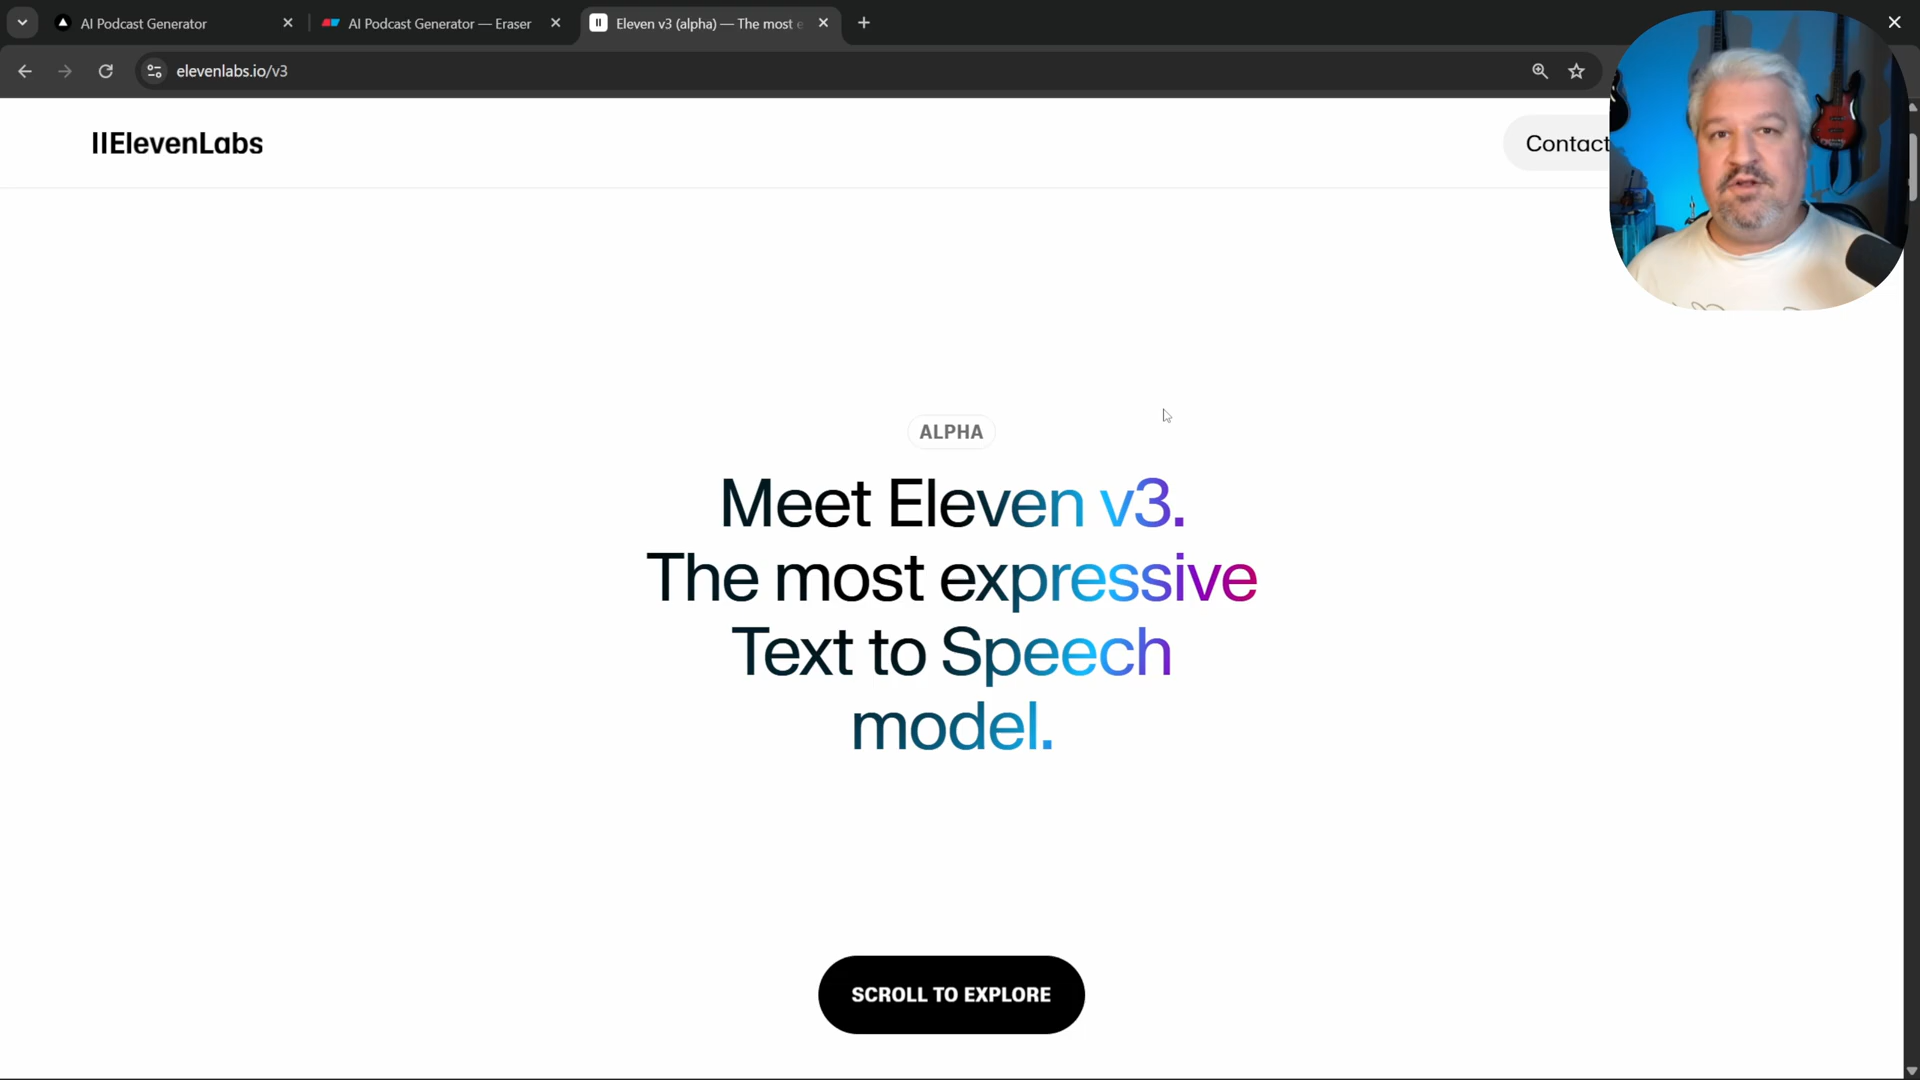 AI Podcast Generator
AI Podcast Generator — Eraser
Eleven v3 (alpha) — The most e
elevenlabs.io/v3
IIElevenLabs
Contact
ALPHA
Meet Eleven v3.
The most expressive
Text to Speech
model.
SCROLL TO EXPLORE